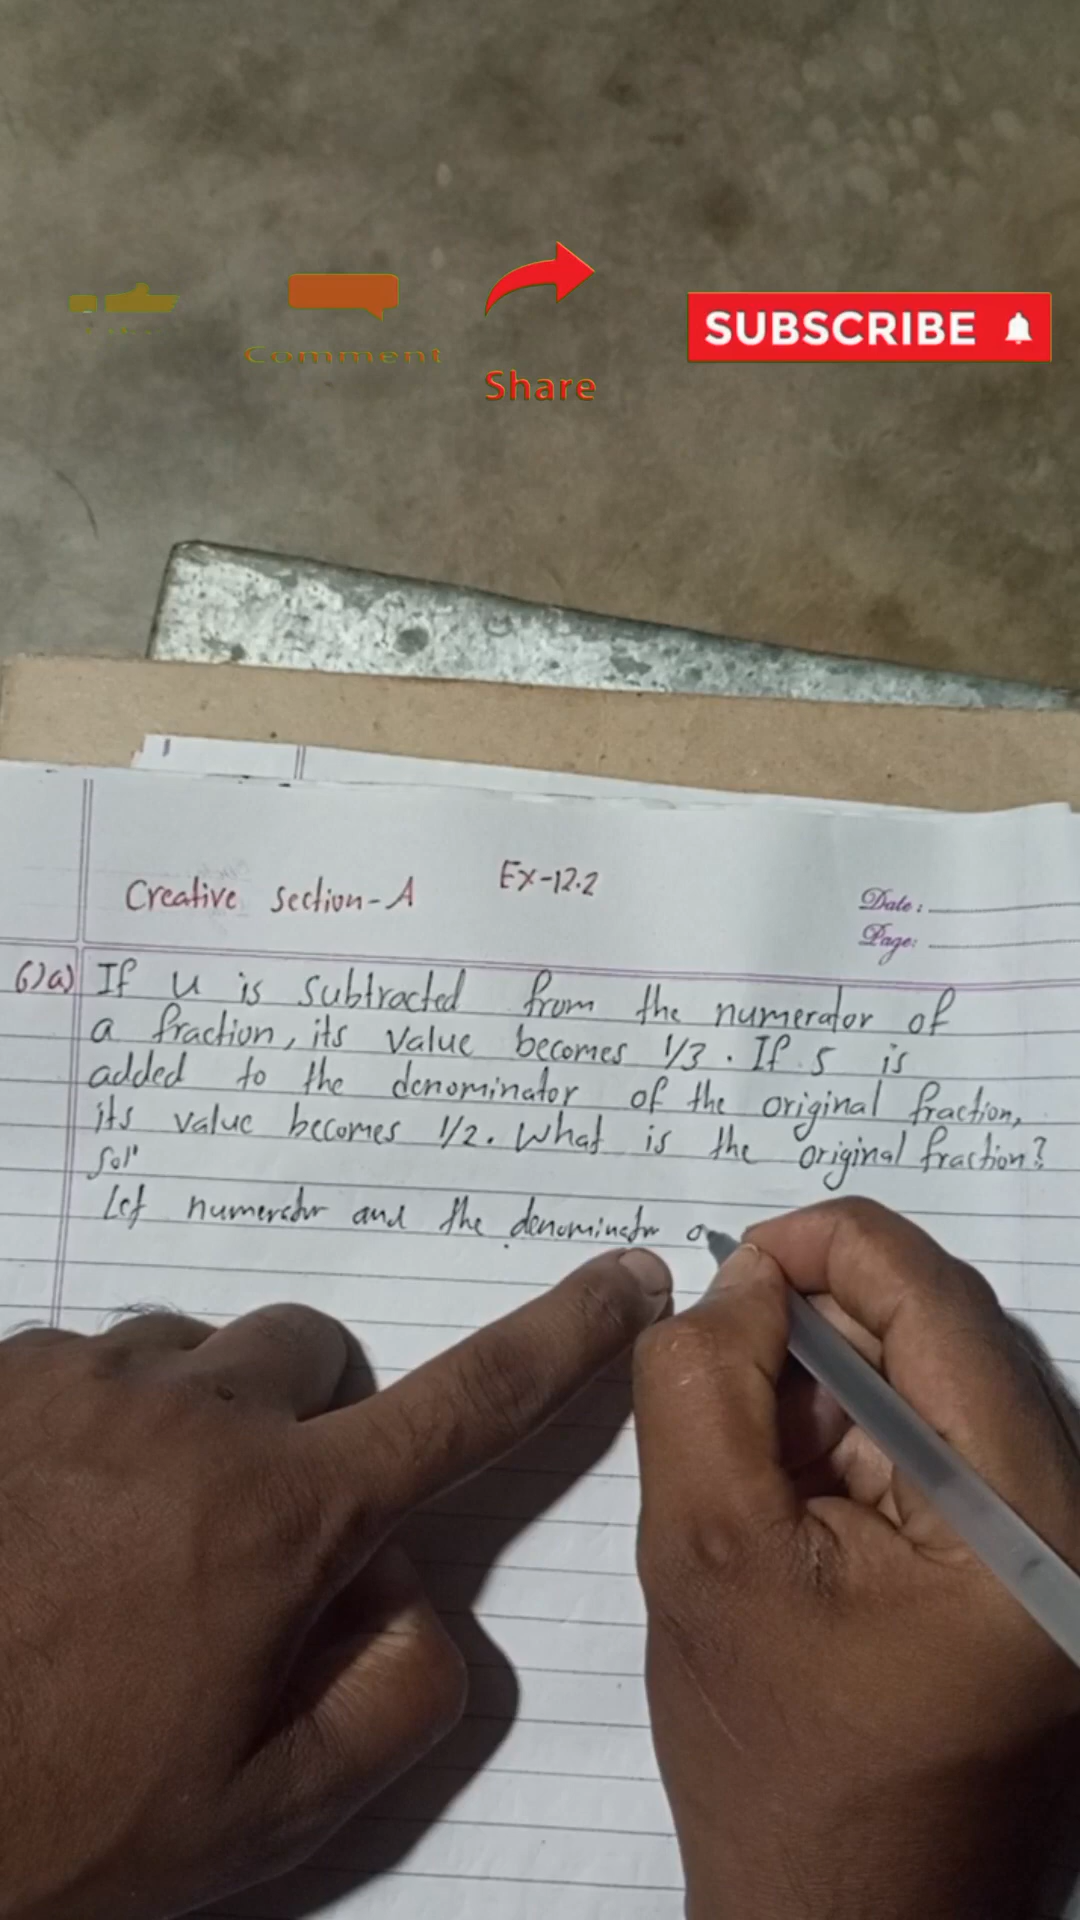 Comment
Share
SUBSCRIBE
Creative section-A
Ex-12.2
Date:
Page:
6)a) If u is subtracted from the numerator of
a fraction, its value becomes 1/3. If 5 is
added to the denominator of the original fraction,
its value becomes 1/2. What is the original fraction?
Sol"
Let numerator and the denominator o